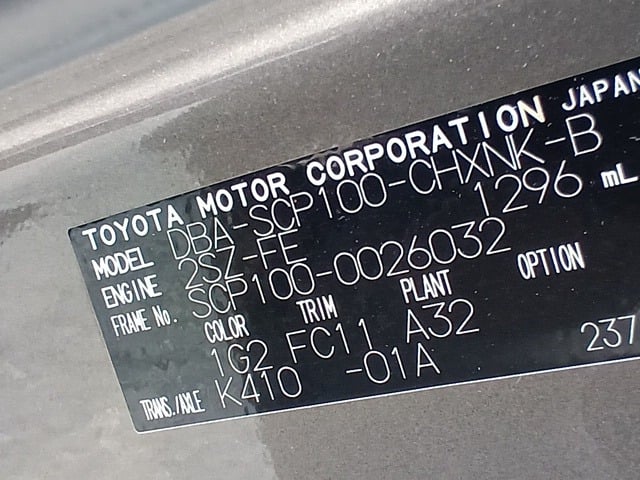 TOYOTA MOTOR CORPORATION JAPAN
MODEL DBA-SCP100-CHXNK-B
ENGINE 2SZ-FE 1296 mL
FRAME No. SCP100-0026032
COLOR TRIM PLANT OPTION
1G2 FC11 A32
TRANS./AXLE K410 -01A 237